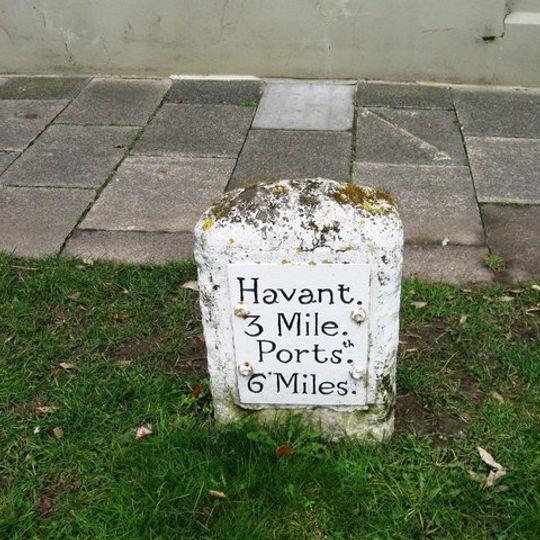 Havant.
3 Mile.
Ports.th
6 Miles.